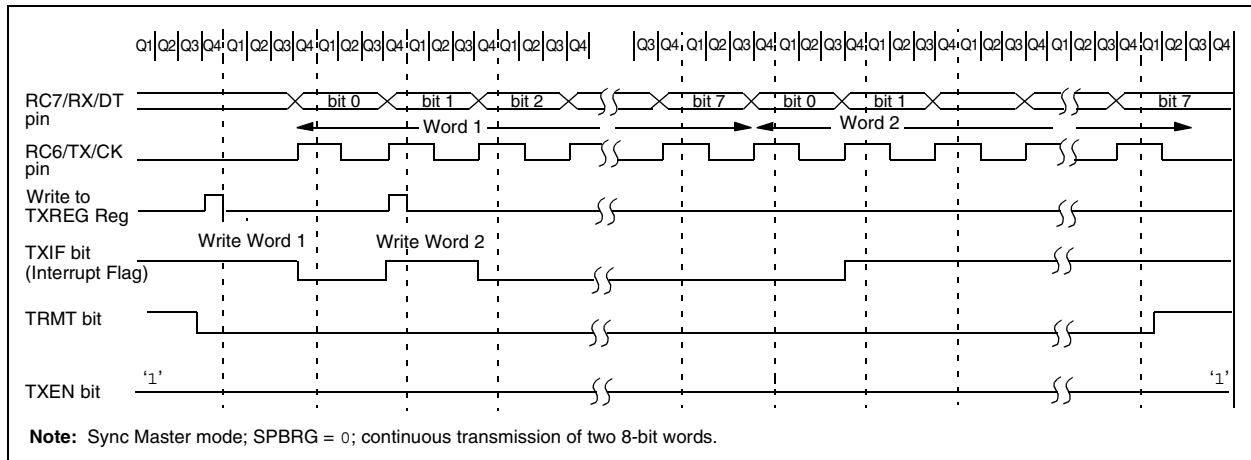 Q1 Q2 Q3 Q4 Q1 Q2 Q3 Q4 Q1 Q2 Q3 Q4 Q1 Q2 Q3 Q4 Q1 Q2 Q3 Q4 Q3 Q4 Q1 Q2 Q3 Q4 Q1 Q2 Q3 Q4 Q1 Q2 Q3 Q4 Q1 Q2 Q3 Q4 Q1 Q2 Q3 Q4 Q1 Q2 Q3 Q4
RC7/RX/DT
pin
bit 0 bit 1 bit 2 bit 7 bit 0 bit 1 bit 7
Word 1 Word 2
RC6/TX/CK
pin
Write to
TXREG Reg
Write Word 1 Write Word 2
TXIF bit
(Interrupt Flag)
TRMT bit
‘1’ ‘1’
TXEN bit
Note: Sync Master mode; SPBRG = 0; continuous transmission of two 8-bit words.